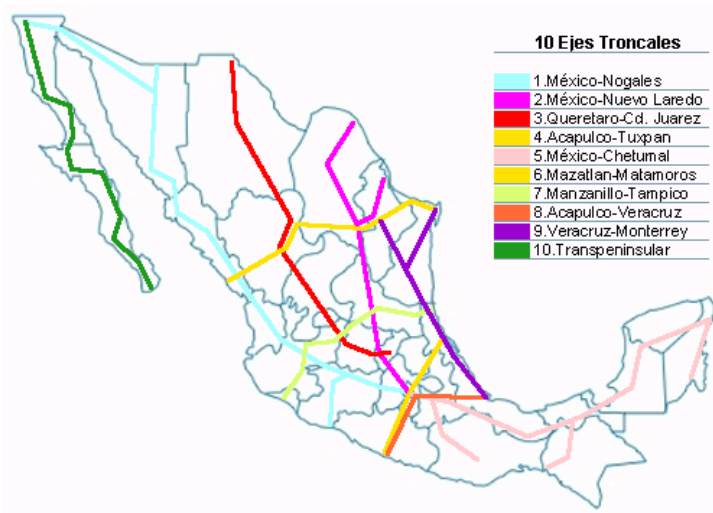 10 Ejes Troncales
1.México-Nogales
2.México-Nuevo Laredo
3.Queretaro-Cd. Juarez
4.Acapulco-Tuxpan
5.México-Chetumal
6.Mazatlan-Matamoros
7.Manzanillo-Tampico
8.Acapulco-Veracruz
9.Veracruz-Monterrey
10.Transpeninsular